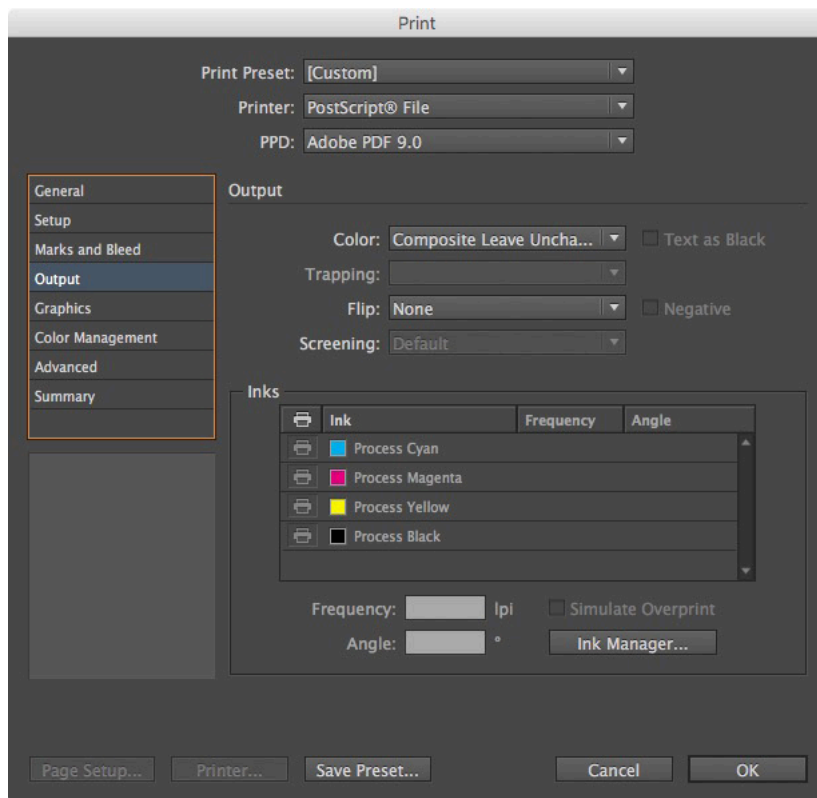 Print
Print Preset: [Custom]
Printer: PostScript® File
PPD: Adobe PDF 9.0
General
Setup
Marks and Bleed
Output
Graphics
Color Management
Advanced
Summary
Output
Color: Composite Leave Uncha... Text as Black
Trapping:
Flip: None Negative
Screening: Default
Inks
Ink Frequency Angle
Process Cyan
Process Magenta
Process Yellow
Process Black
Frequency: lpi Simulate Overprint
Angle: ° Ink Manager...
Page Setup... Printer... Save Preset... Cancel OK